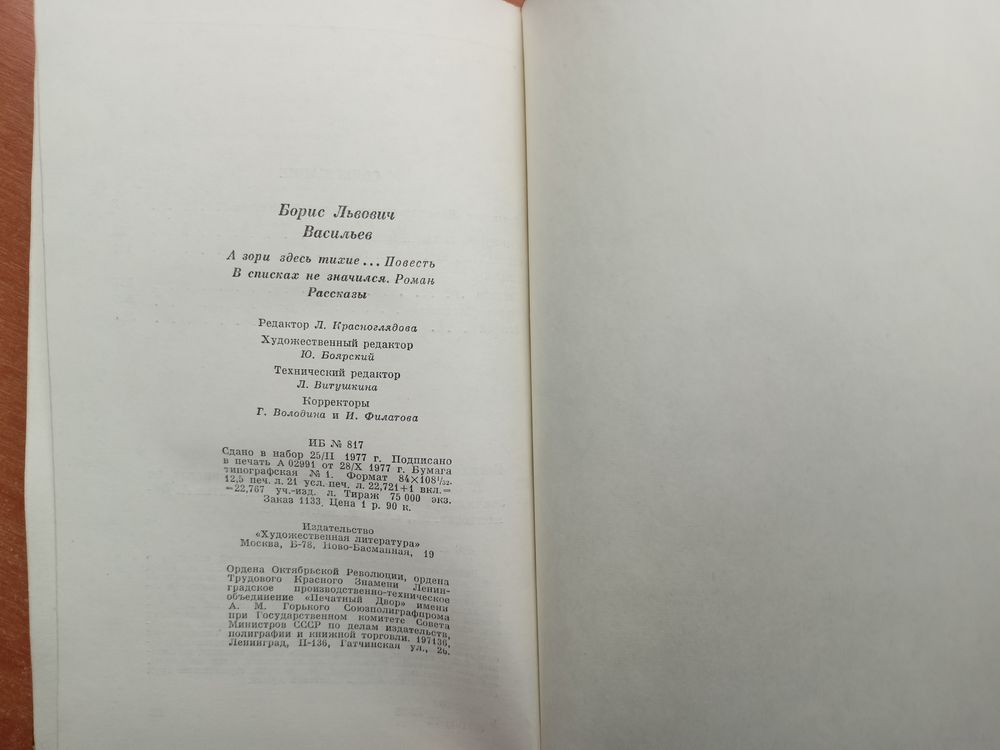 Борис Львович
Васильев
А зори здесь тихие... Повесть
В списках не значился. Роман
Рассказы
Редактор Л. Красноглядова
Художественный редактор
Ю. Боярский
Технический редактор
Л. Витушкина
Корректоры
Г. Володина и И. Филатова
ИБ № 817
Сдано в набор 25/II 1977 г. Подписано
в печать А 02991 от 28/X 1977 г. Бумага
типографская № 1. Формат 84×108¹/₃₂.
12,5 печ. л. 21 усл. печ. л. 22,721+1 вкл.=
=22,767 уч.-изд. л. Тираж 75 000 экз.
Заказ 1133. Цена 1 р. 90 к.
Издательство
«Художественная литература»
Москва, Б-78, Ново-Басманная, 19
Ордена Октябрьской Революции, ордена
Трудового Красного Знамени Ленин-
градское производственно-техническое
объединение «Печатный Двор» имени
А. М. Горького Союзполиграфпрома
при Государственном комитете Совета
Министров СССР по делам издательств,
полиграфии и книжной торговли. 197136,
Ленинград, П-136, Гатчинская ул., 26.